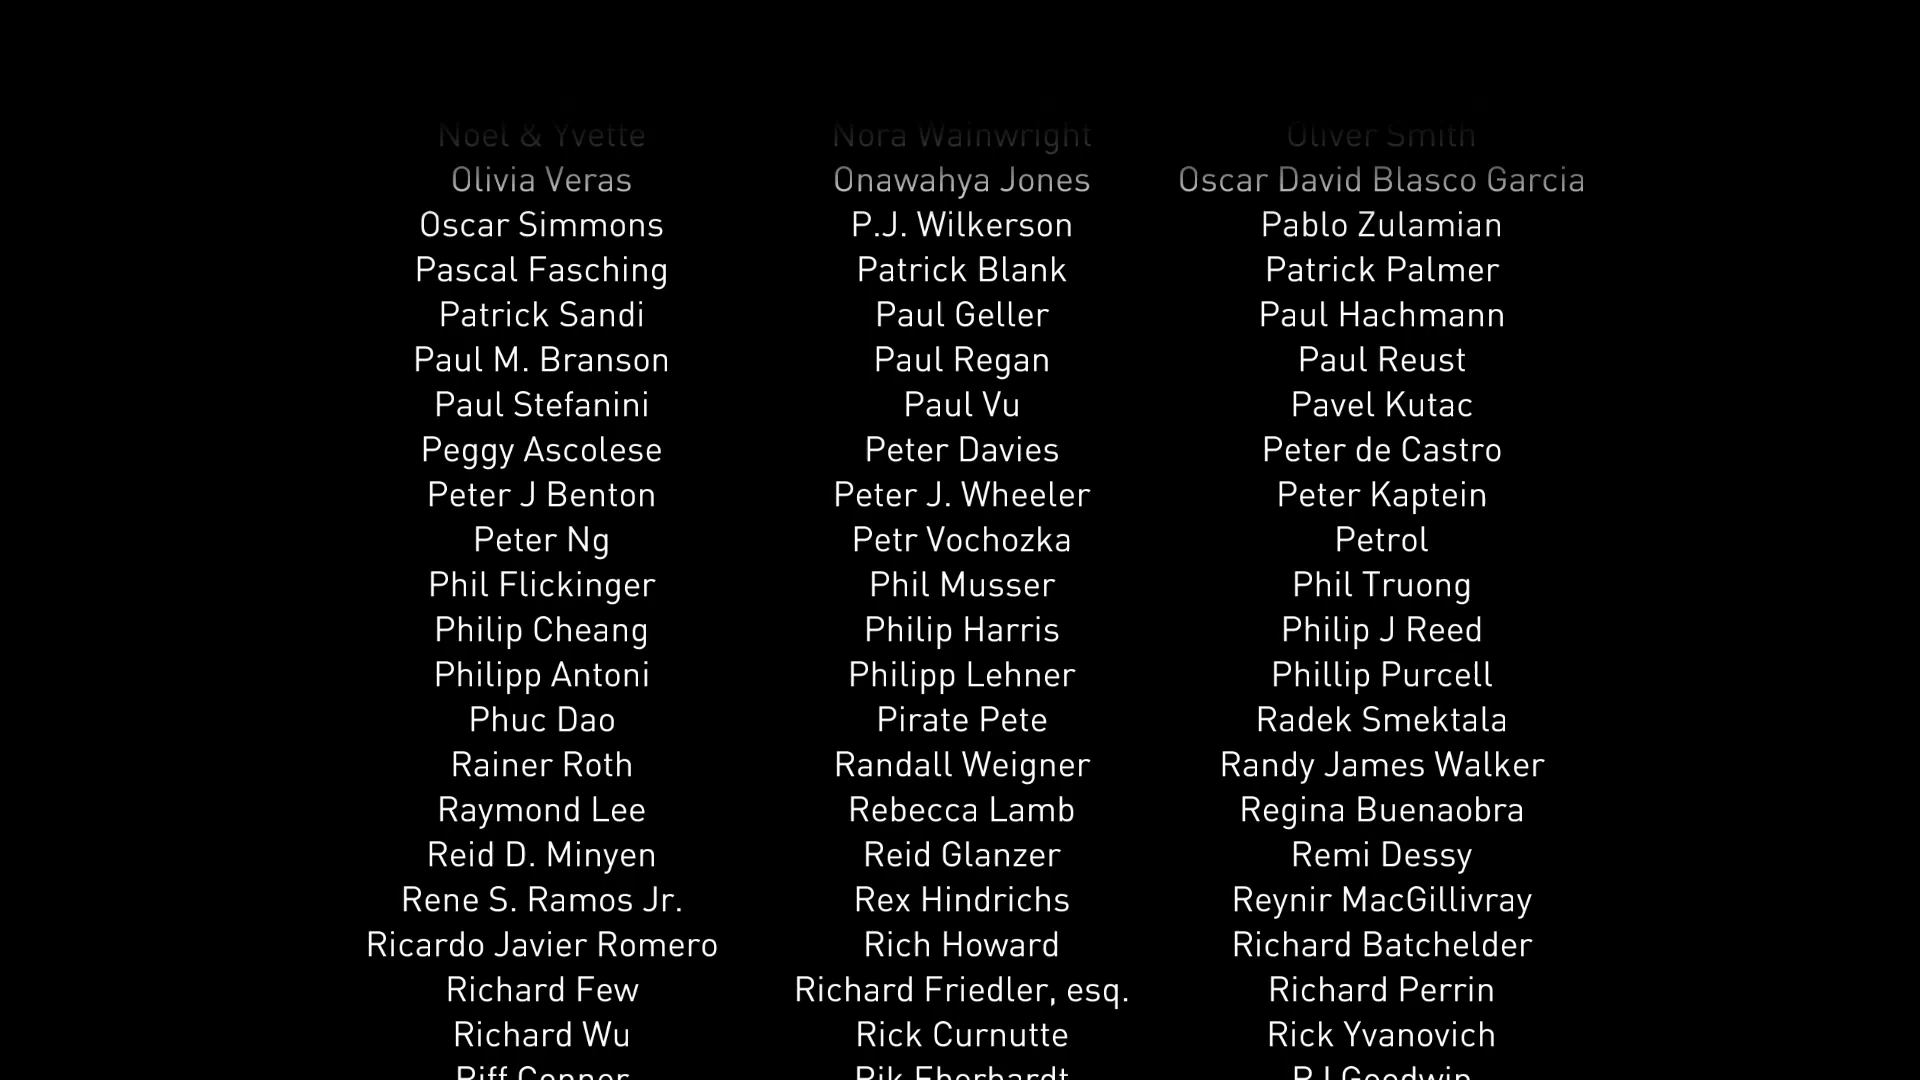 Noel & Yvette Nora Wainwright Oliver Smith
Olivia Veras Onawahya Jones Oscar David Blasco Garcia
Oscar Simmons P.J. Wilkerson Pablo Zulamian
Pascal Fasching Patrick Blank Patrick Palmer
Patrick Sandi Paul Geller Paul Hachmann
Paul M. Branson Paul Regan Paul Reust
Paul Stefanini Paul Vu Pavel Kutac
Peggy Ascolese Peter Davies Peter de Castro
Peter J Benton Peter J. Wheeler Peter Kaptein
Peter Ng Petr Vochozka Petrol
Phil Flickinger Phil Musser Phil Truong
Philip Cheang Philip Harris Philip J Reed
Philipp Antoni Philipp Lehner Phillip Purcell
Phuc Dao Pirate Pete Radek Smektala
Rainer Roth Randall Weigner Randy James Walker
Raymond Lee Rebecca Lamb Regina Buenaobra
Reid D. Minyen Reid Glanzer Remi Dessy
Rene S. Ramos Jr. Rex Hindrichs Reynir MacGillivray
Ricardo Javier Romero Rich Howard Richard Batchelder
Richard Few Richard Friedler, esq. Richard Perrin
Richard Wu Rick Curnutte Rick Yvanovich
Riff Conner Rik Eberhardt RJ Goodwin